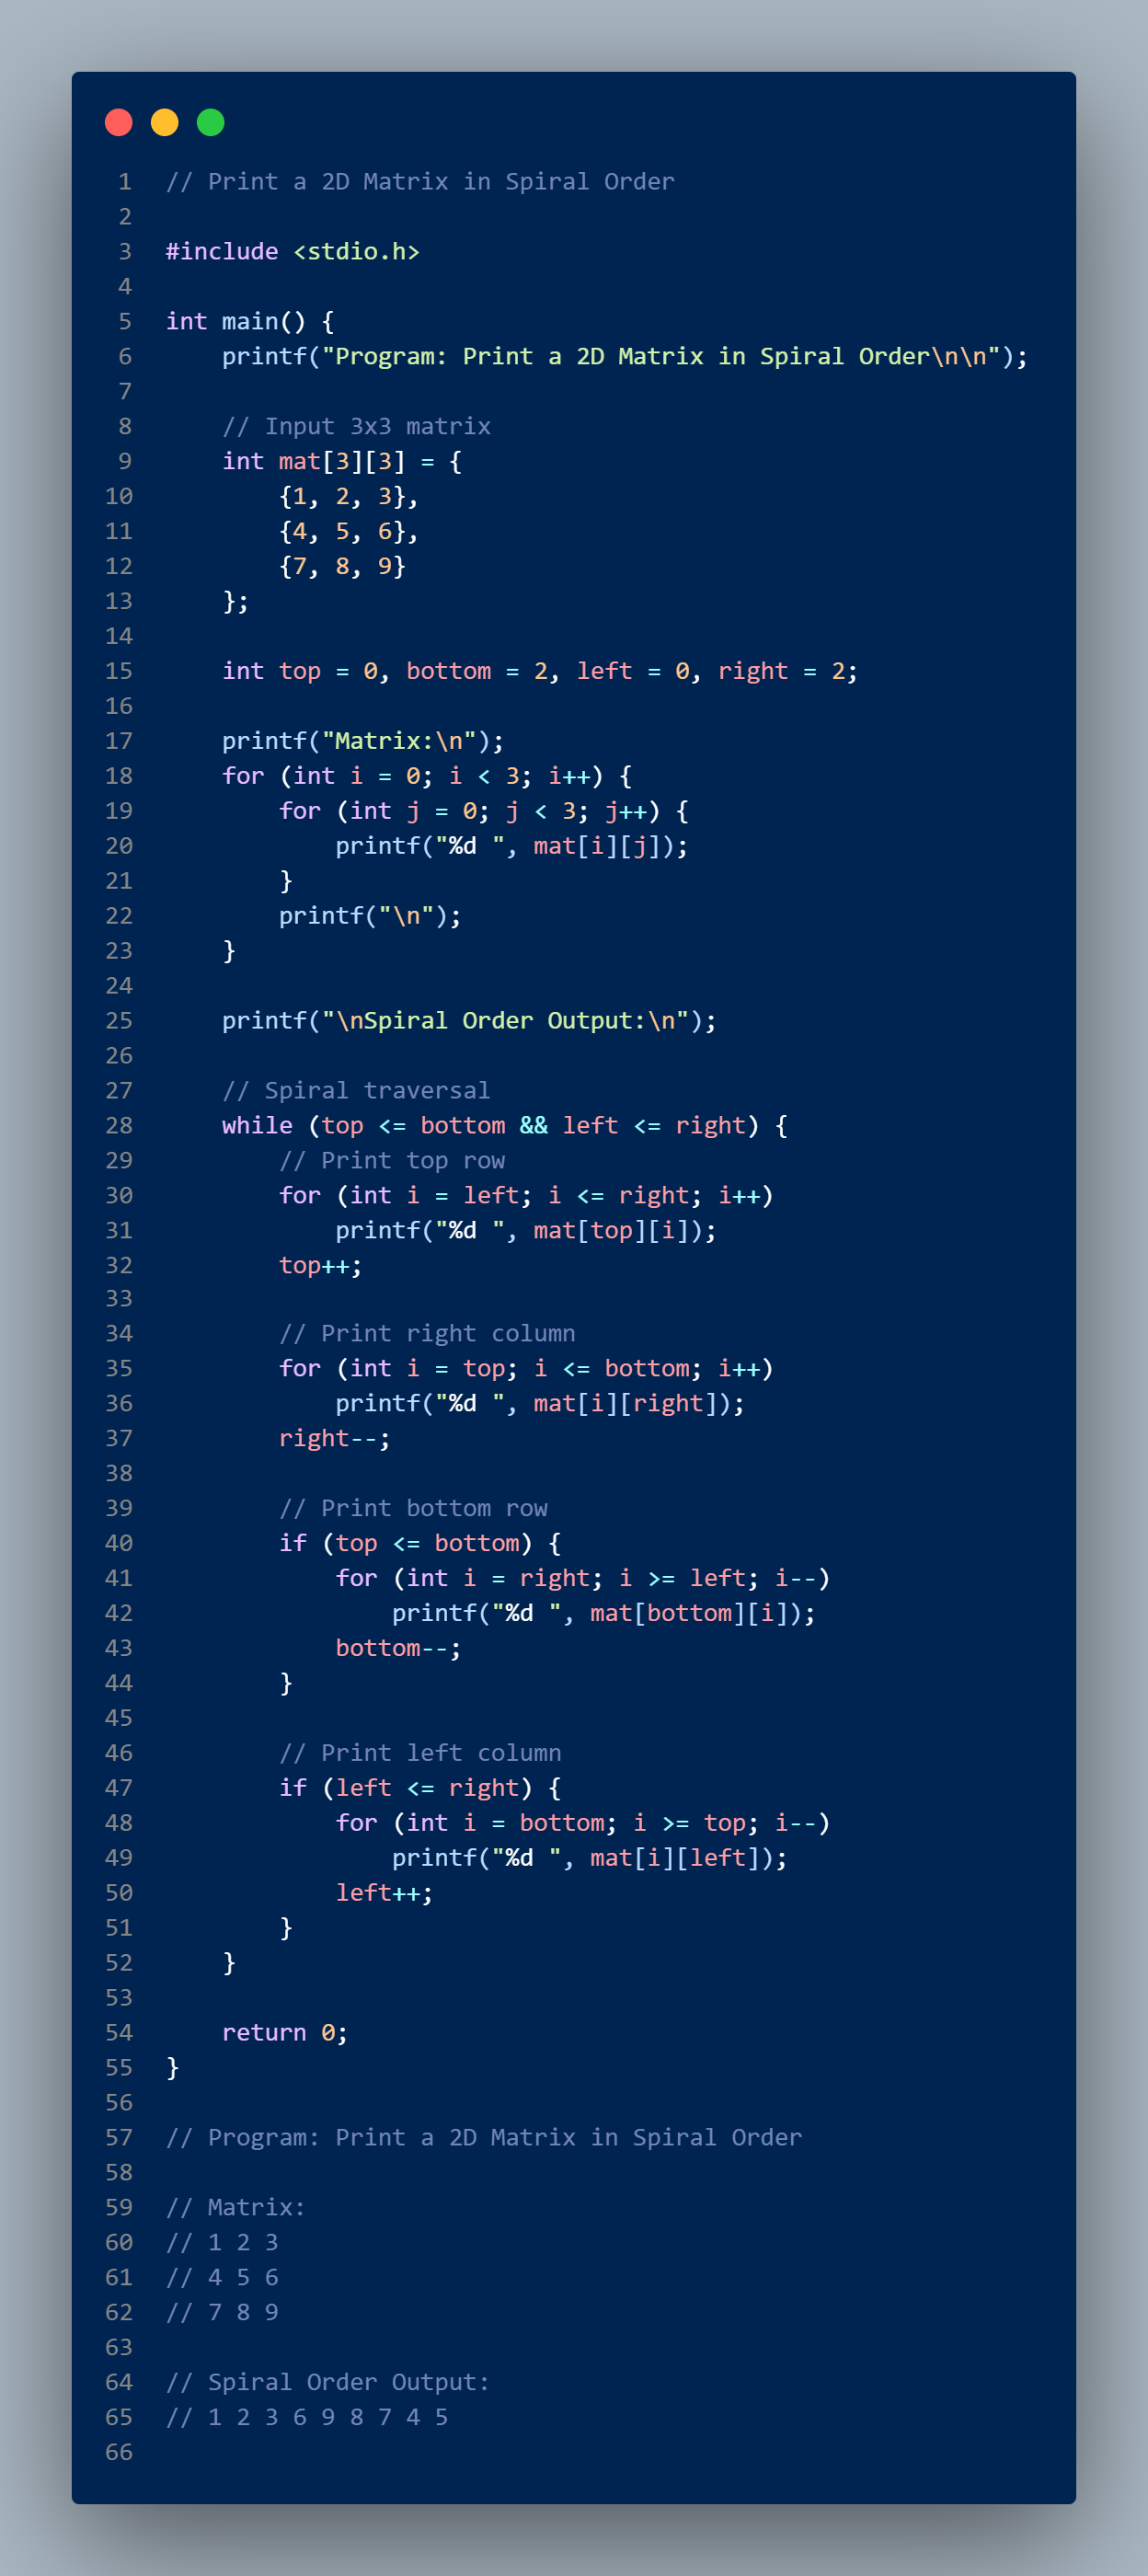 1 // Print a 2D Matrix in Spiral Order
2
3 #include <stdio.h>
4
5 int main() {
6     printf("Program: Print a 2D Matrix in Spiral Order\n\n");
7
8     // Input 3x3 matrix
9     int mat[3][3] = {
10         {1, 2, 3},
11         {4, 5, 6},
12         {7, 8, 9}
13     };
14
15     int top = 0, bottom = 2, left = 0, right = 2;
16
17     printf("Matrix:\n");
18     for (int i = 0; i < 3; i++) {
19         for (int j = 0; j < 3; j++) {
20             printf("%d ", mat[i][j]);
21         }
22         printf("\n");
23     }
24
25     printf("\nSpiral Order Output:\n");
26
27     // Spiral traversal
28     while (top <= bottom && left <= right) {
29         // Print top row
30         for (int i = left; i <= right; i++)
31             printf("%d ", mat[top][i]);
32         top++;
33
34         // Print right column
35         for (int i = top; i <= bottom; i++)
36             printf("%d ", mat[i][right]);
37         right--;
38
39         // Print bottom row
40         if (top <= bottom) {
41             for (int i = right; i >= left; i--)
42                 printf("%d ", mat[bottom][i]);
43             bottom--;
44         }
45
46         // Print left column
47         if (left <= right) {
48             for (int i = bottom; i >= top; i--)
49                 printf("%d ", mat[i][left]);
50             left++;
51         }
52     }
53
54     return 0;
55 }
56
57 // Program: Print a 2D Matrix in Spiral Order
58
59 // Matrix:
60 // 1 2 3
61 // 4 5 6
62 // 7 8 9
63
64 // Spiral Order Output:
65 // 1 2 3 6 9 8 7 4 5
66